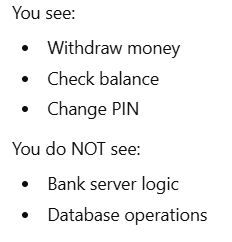 You see:
• Withdraw money
• Check balance
• Change PIN
You do NOT see:
• Bank server logic
• Database operations